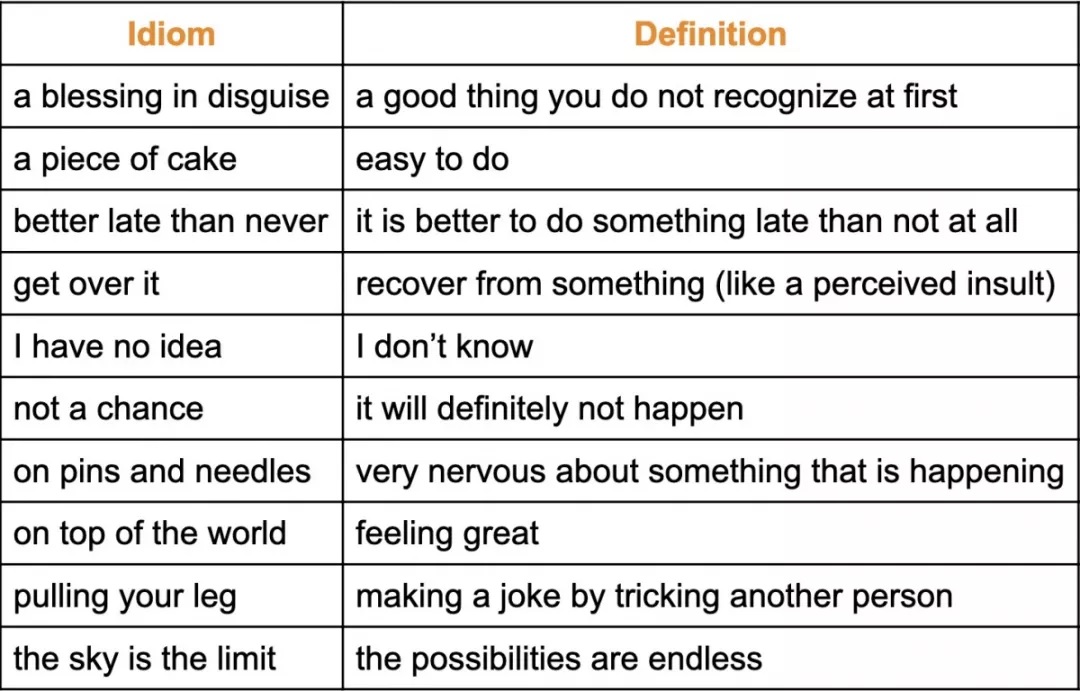 Idiom Definition
a blessing in disguise a good thing you do not recognize at first
a piece of cake easy to do
better late than never it is better to do something late than not at all
get over it recover from something (like a perceived insult)
I have no idea I don’t know
not a chance it will definitely not happen
on pins and needles very nervous about something that is happening
on top of the world feeling great
pulling your leg making a joke by tricking another person
the sky is the limit the possibilities are endless